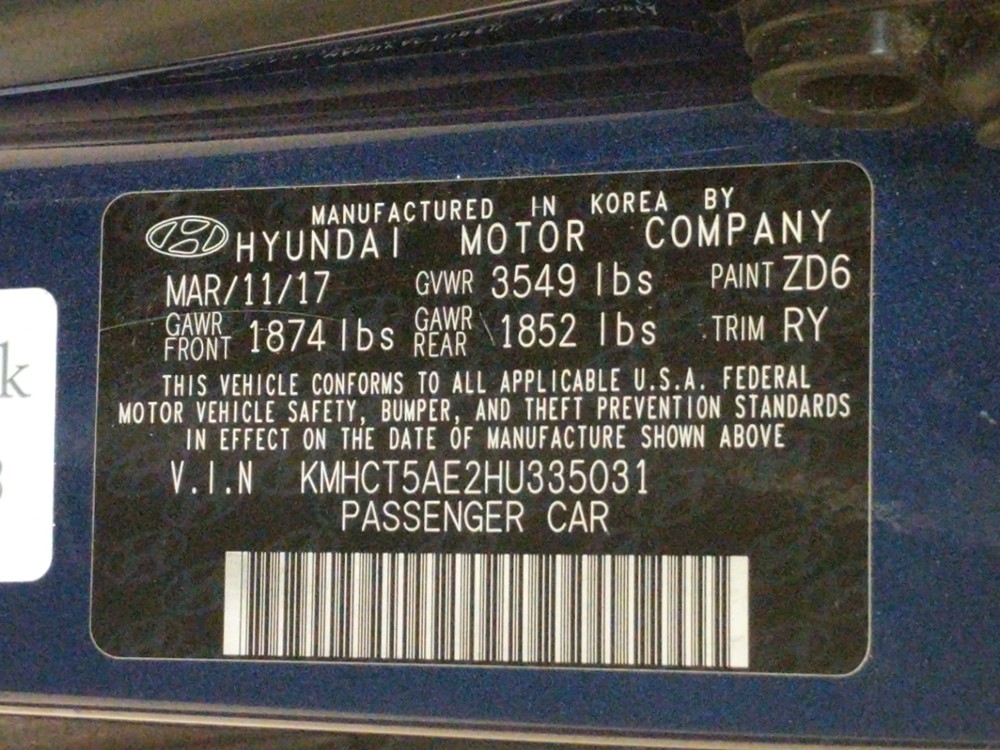 MANUFACTURED IN KOREA BY
HYUNDAI MOTOR COMPANY
MAR/11/17 GVWR 3549 lbs PAINT ZD6
GAWR FRONT 1874 lbs GAWR REAR 1852 lbs TRIM RY
THIS VEHICLE CONFORMS TO ALL APPLICABLE U.S.A. FEDERAL
MOTOR VEHICLE SAFETY, BUMPER, AND THEFT PREVENTION STANDARDS
IN EFFECT ON THE DATE OF MANUFACTURE SHOWN ABOVE
V.I.N KMHCT5AE2HU335031
PASSENGER CAR
k